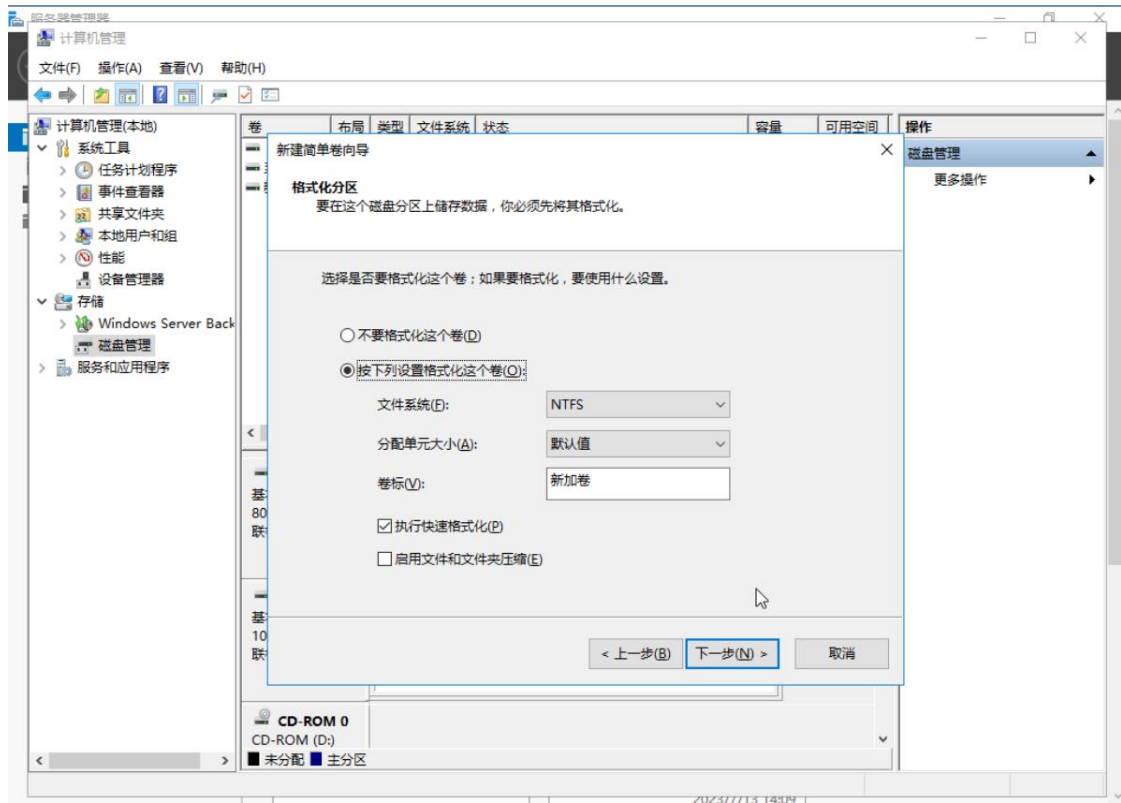 服务器管理器
计算机管理
文件(F) 操作(A) 查看(V) 帮助(H)
计算机管理(本地)
系统工具
任务计划程序
事件查看器
共享文件夹
本地用户和组
性能
设备管理器
存储
Windows Server Back
磁盘管理
服务和应用程序
卷 布局 类型 文件系统 状态 容量 可用空间
操作
磁盘管理
更多操作
新建简单卷向导
格式化分区
要在这个磁盘分区上储存数据，你必须先将其格式化。
选择是否要格式化这个卷；如果要格式化，要使用什么设置。
不要格式化这个卷(D)
按下列设置格式化这个卷(O):
文件系统(F): NTFS
分配单元大小(A): 默认值
卷标(V): 新加卷
执行快速格式化(P)
启用文件和文件夹压缩(E)
< 上一步(B) 下一步(N) > 取消
80
10
CD-ROM 0
CD-ROM (D:)
未分配 主分区
2023/7/13 14:09